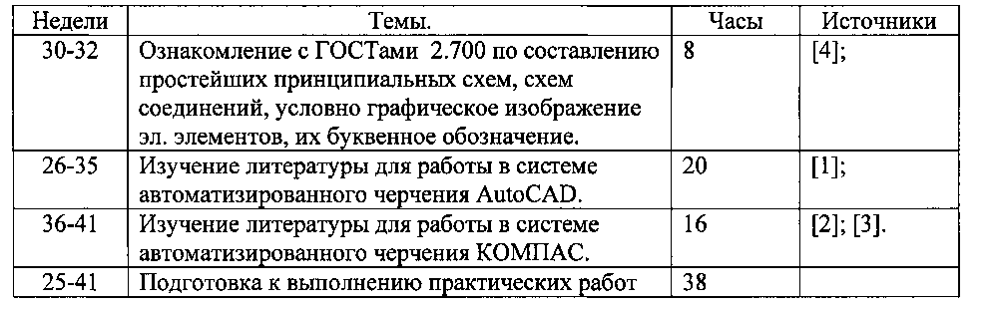 Недели Темы. Часы Источники
30-32 Ознакомление с ГОСТами 2.700 по составлению 8 [4];
простейших принципиальных схем, схем
соединений, условно графическое изображение
эл. элементов, их буквенное обозначение.
26-35 Изучение литературы для работы в системе 20 [1];
автоматизированного черчения AutoCAD.
36-41 Изучение литературы для работы в системе 16 [2]; [3].
автоматизированного черчения КОМПАС.
25-41 Подготовка к выполнению практических работ 38